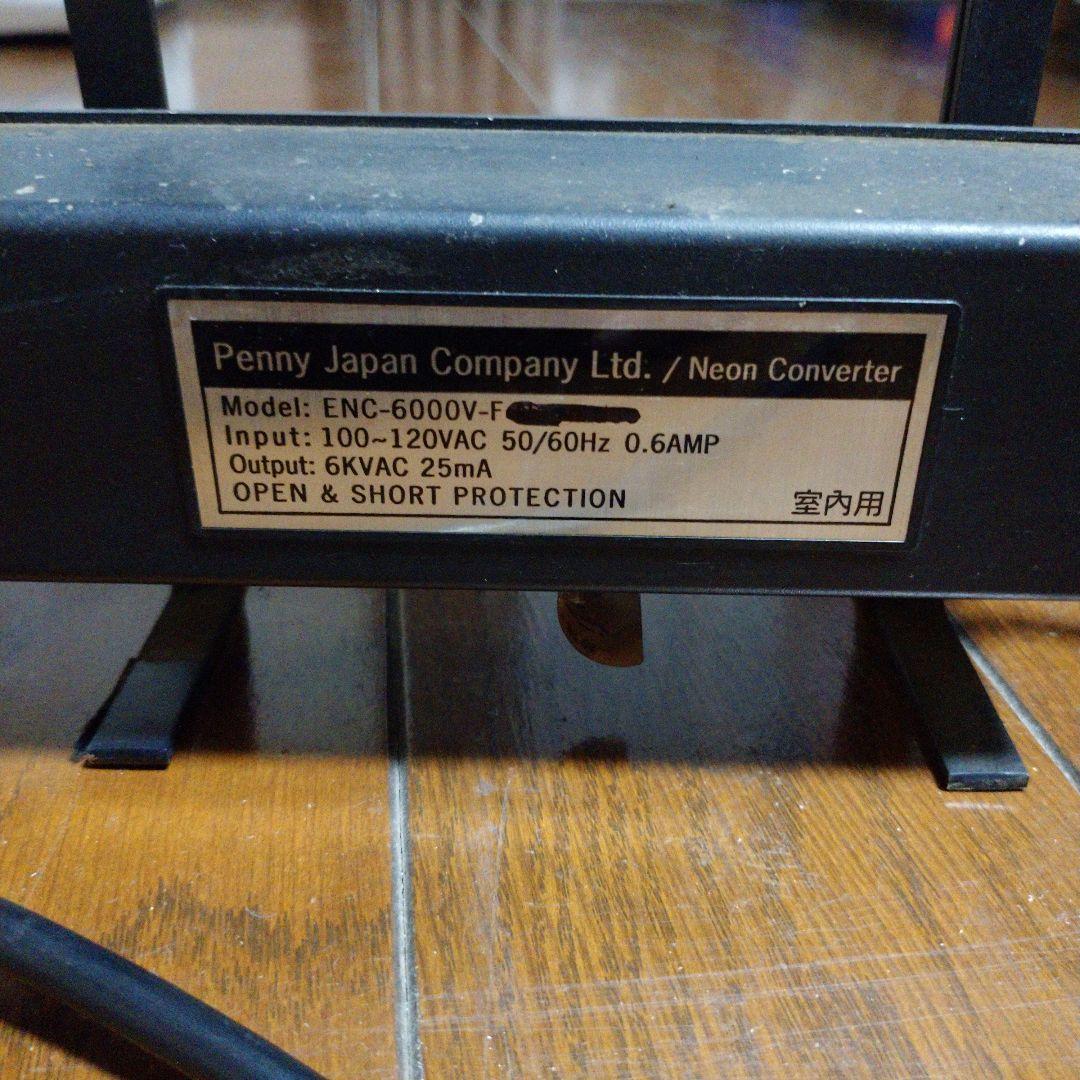 Penny Japan Company Ltd. / Neon Converter
Model: ENC-6000V-F
Input: 100~120VAC 50/60Hz 0.6AMP
Output: 6KVAC 25mA
OPEN & SHORT PROTECTION
室內用